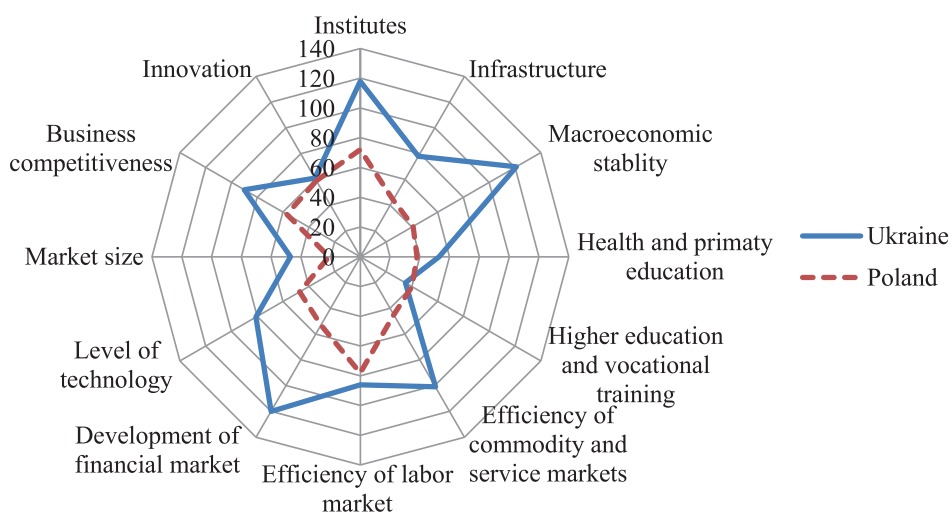 Institutes
140
120
100
80
60
40
20
0
Infrastructure
Macroeconomic
stablity
Health and primaty
education
Higher education
and vocational
training
Efficiency of
commodity and
service markets
Efficiency of labor
market
Development of
financial market
Level of
technology
Market size
Business
competitiveness
Innovation
Ukraine
Poland